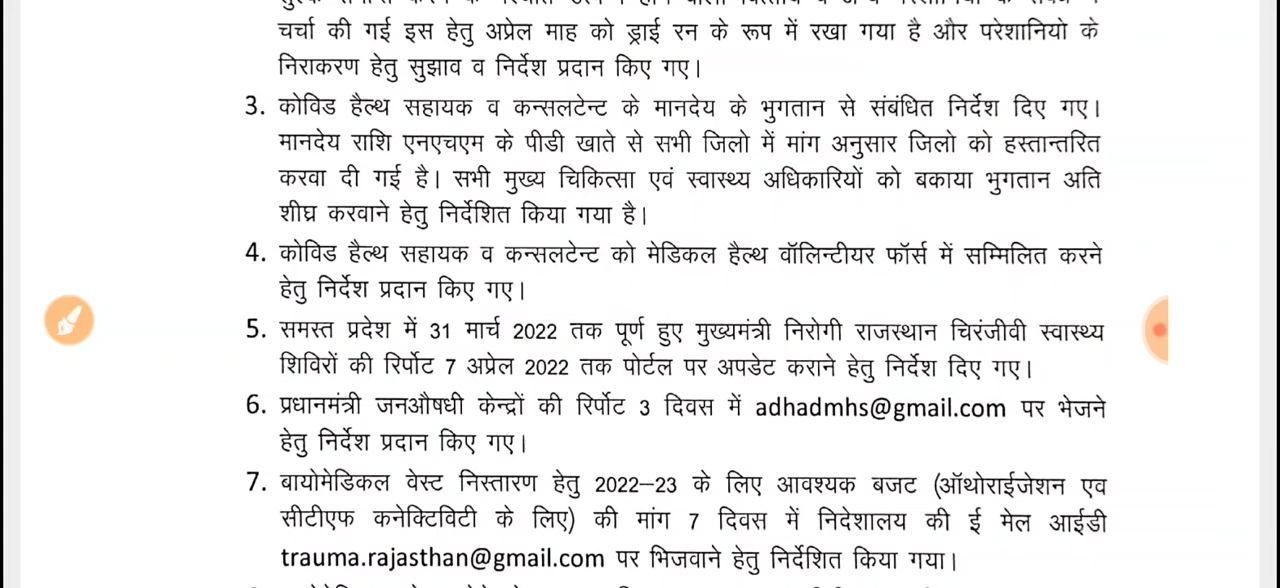 चर्चा की गई इस हेतु अप्रेल माह को ड्राई रन के रूप में रखा गया है और परेशानियो के
निराकरण हेतु सुझाव व निर्देश प्रदान किए गए।
3. कोविड हैल्थ सहायक व कन्सलटेन्ट के मानदेय के भुगतान से संबंधित निर्देश दिए गए।
मानदेय राशि एनएचएम के पीडी खाते से सभी जिलो में मांग अनुसार जिलो को हस्तान्तरित
करवा दी गई है। सभी मुख्य चिकित्सा एवं स्वास्थ्य अधिकारियों को बकाया भुगतान अति
शीघ्र करवाने हेतु निर्देशित किया गया है।
4. कोविड हैल्थ सहायक व कन्सलटेन्ट को मेडिकल हैल्थ वॉलिन्टीयर फॉर्स में सम्मिलित करने
हेतु निर्देश प्रदान किए गए।
5. समस्त प्रदेश में 31 मार्च 2022 तक पूर्ण हुए मुख्यमंत्री निरोगी राजस्थान चिरंजीवी स्वास्थ्य
शिविरों की रिर्पोट 7 अप्रेल 2022 तक पोर्टल पर अपडेट कराने हेतु निर्देश दिए गए।
6. प्रधानमंत्री जनऔषधी केन्द्रों की रिर्पोट 3 दिवस में adhadmhs@gmail.com पर भेजने
हेतु निर्देश प्रदान किए गए।
7. बायोमेडिकल वेस्ट निस्तारण हेतु 2022–23 के लिए आवश्यक बजट (ऑथोराईजेशन एव
सीटीएफ कनेक्टिविटी के लिए) की मांग 7 दिवस में निदेशालय की ई मेल आईडी
trauma.rajasthan@gmail.com पर भिजवाने हेतु निर्देशित किया गया।